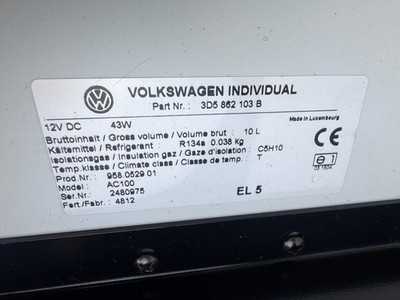 VOLKSWAGEN INDIVIDUAL
Part Nr.: 3D5 862 103 B
12V DC 43W
Made in Luxembourg
Bruttoinhalt / Gross volume / Volume brut : 10 L
Kältemittel / Refrigerant : R134a 0.036 kg
Isolationsgas / Insulation gaz / Gaze d'isolation : C5H10
Temp.klasse / Climate class / Classe de temp. : T
Prod.Nr. : 958.0529.01
Model : AC100
Ser.Nr. : 2480975
Fert./Fabr. : 4812
EL 5